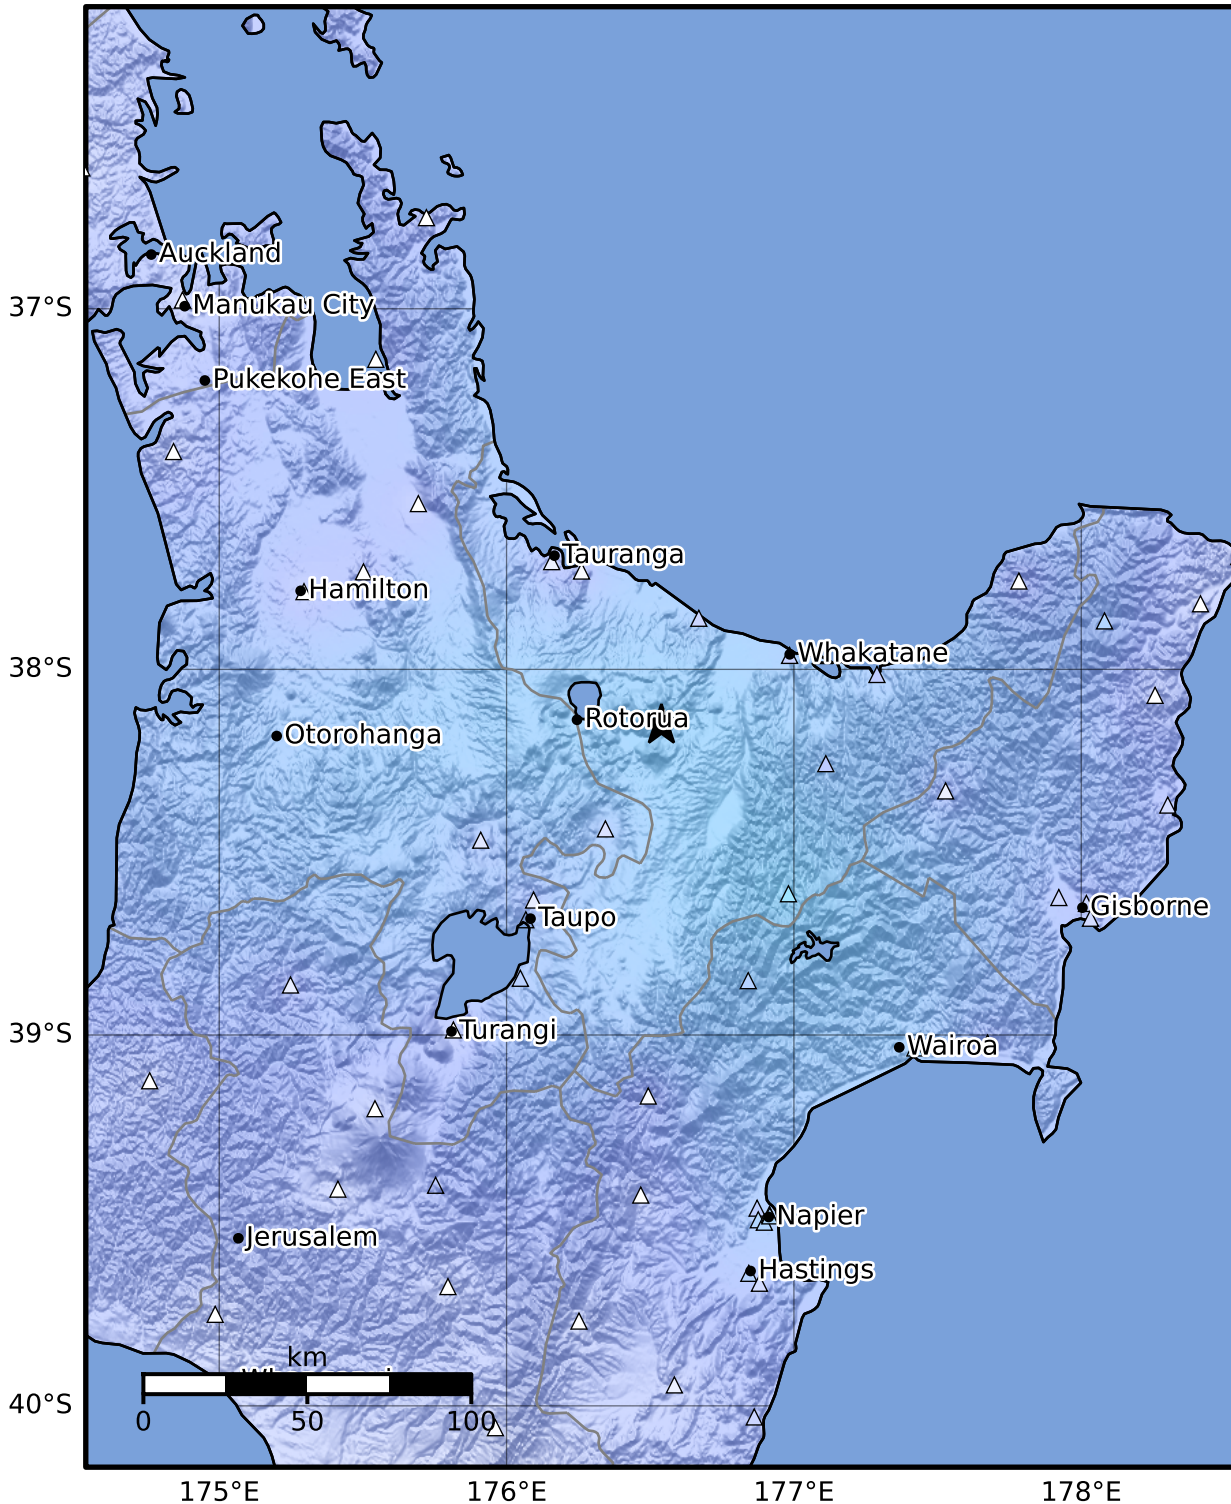 Auckland
37°S
Manukau City
Pukekohe East
Tauranga
Hamilton
Whakatane
38°S
Rotorua
Otorohanga
Gisborne
Taupo
39°S
Turangi
Wairoa
Napier
Jerusalem
Hastings
km
40°S
0 50 100
175°E 176°E 177°E 178°E